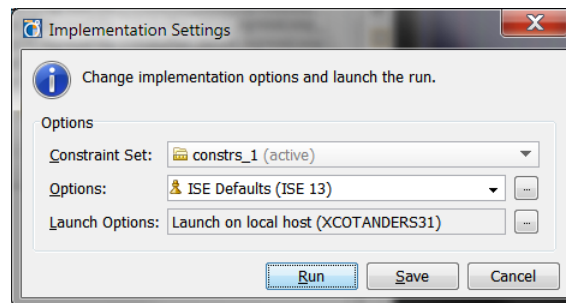 Implementation Settings
Change implementation options and launch the run.
Options
Constraint Set: constrs_1 (active)
Options: ISE Defaults (ISE 13)
Launch Options: Launch on local host (XCOTANDERS31)
Run Save Cancel